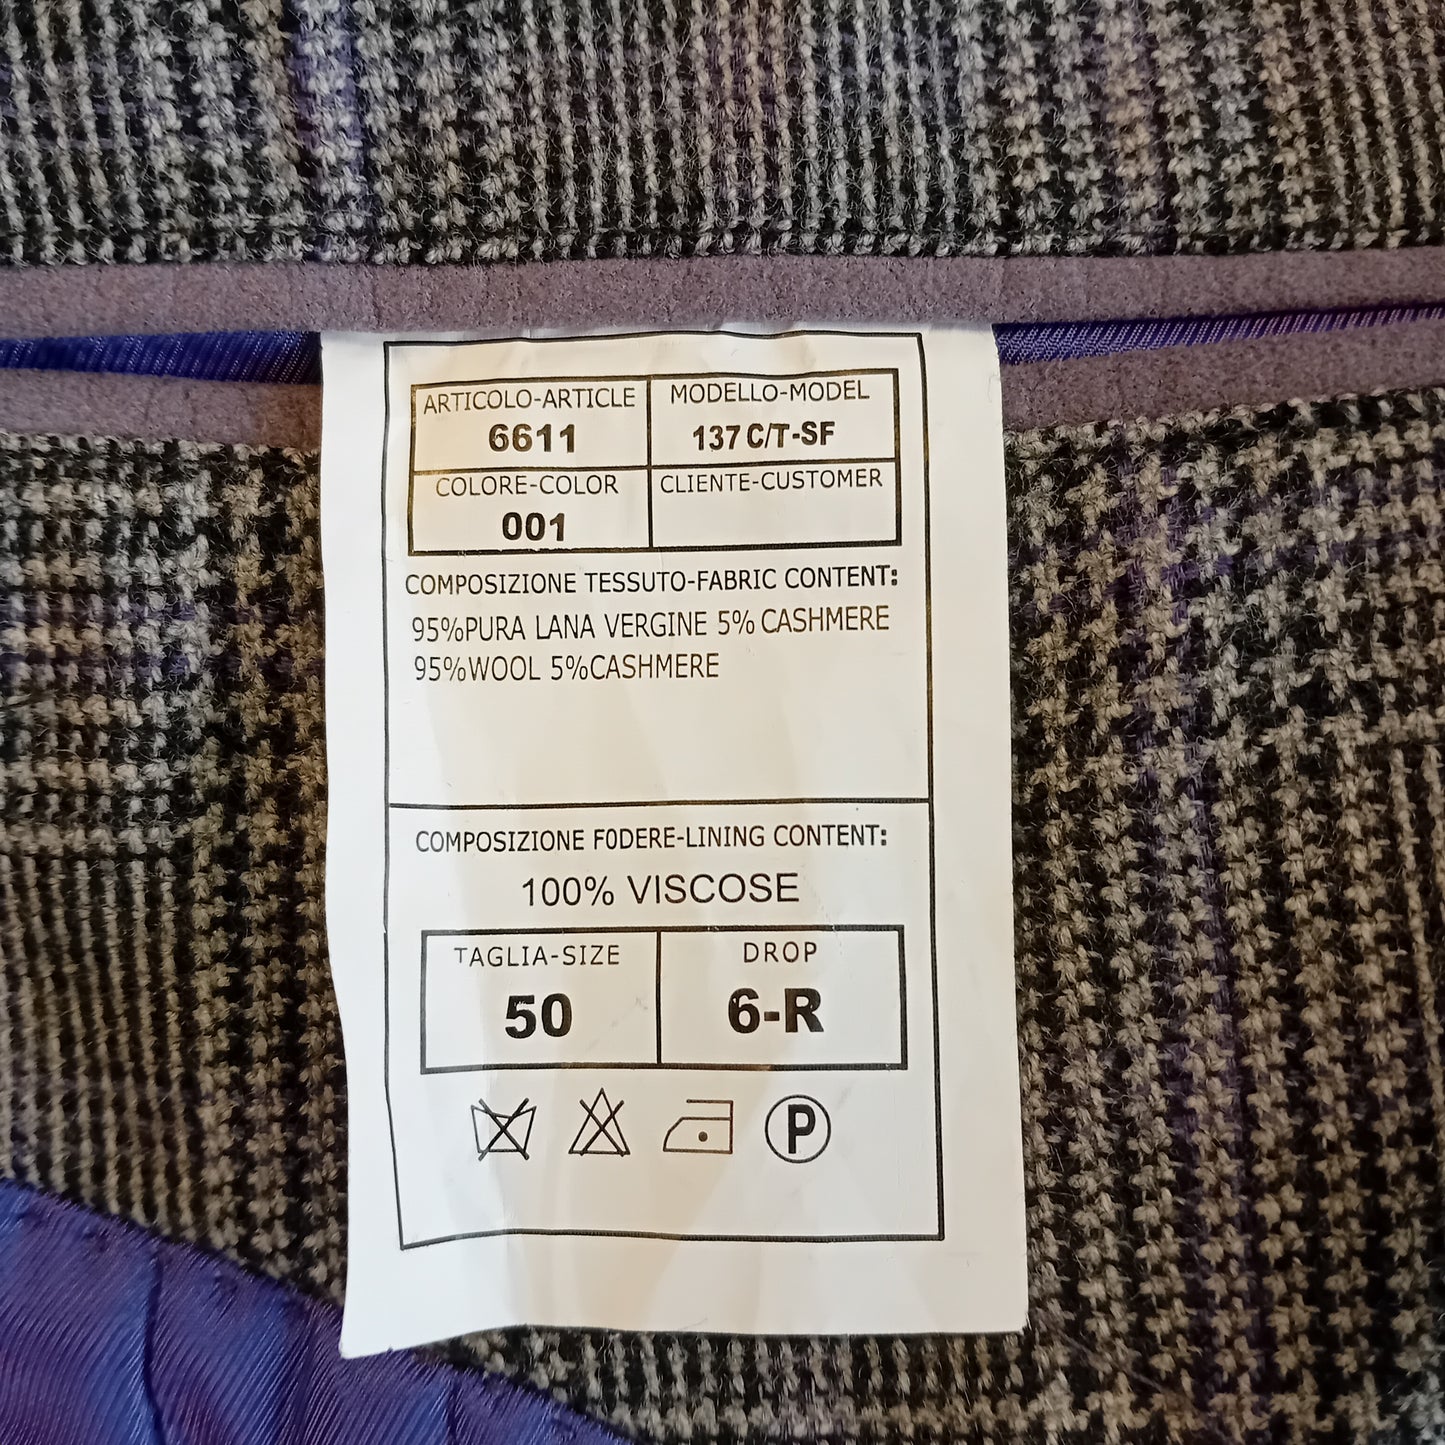 ARTICOLO-ARTICLE
6611
MODELLO-MODEL
137 C/T-SF
COLORE-COLOR
001
CLIENTE-CUSTOMER
COMPOSIZIONE TESSUTO-FABRIC CONTENT:
95%PURA LANA VERGINE 5% CASHMERE
95%WOOL 5%CASHMERE
COMPOSIZIONE F0DERE-LINING CONTENT:
100% VISCOSE
TAGLIA-SIZE
50
DROP
6-R
P